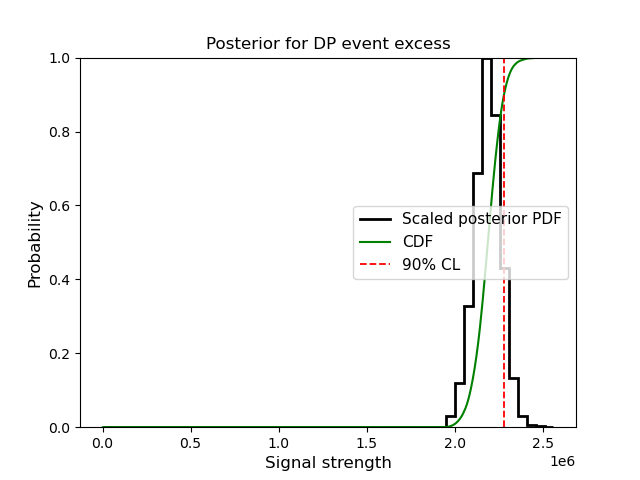 Posterior for DP event excess
1.0
0.8
0.6
0.4
0.2
0.0
Probability
Scaled posterior PDF
CDF
90% CL
0.0 0.5 1.0 1.5 2.0 2.5
1e6
Signal strength